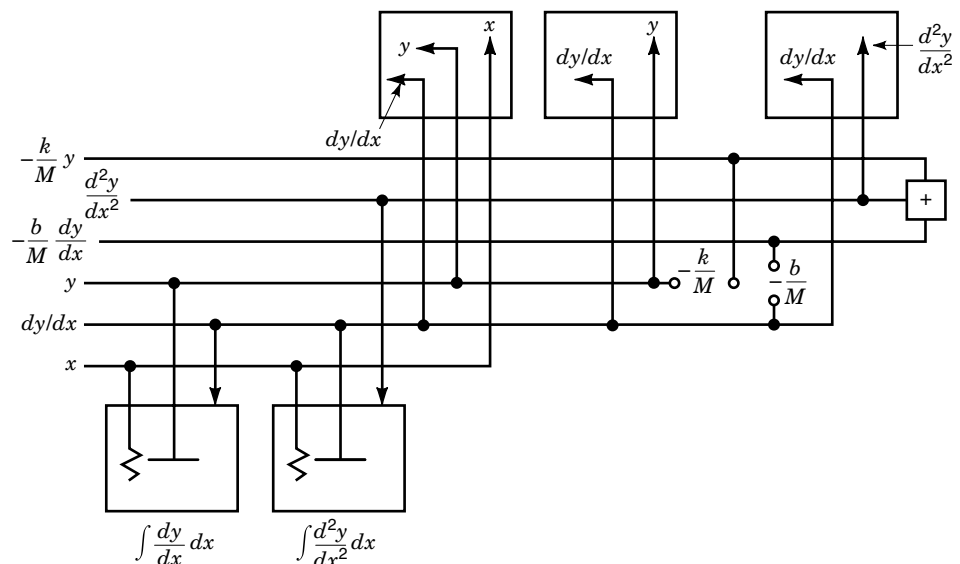 x
y
dy/dx
y
dy/dx
dy/dx
d²y/dx²
-k/M y
d²y/dx²
+
-b/M dy/dx
y
-k/M
-b/M
dy/dx
x
∫ dy/dx dx
∫ d²y/dx² dx